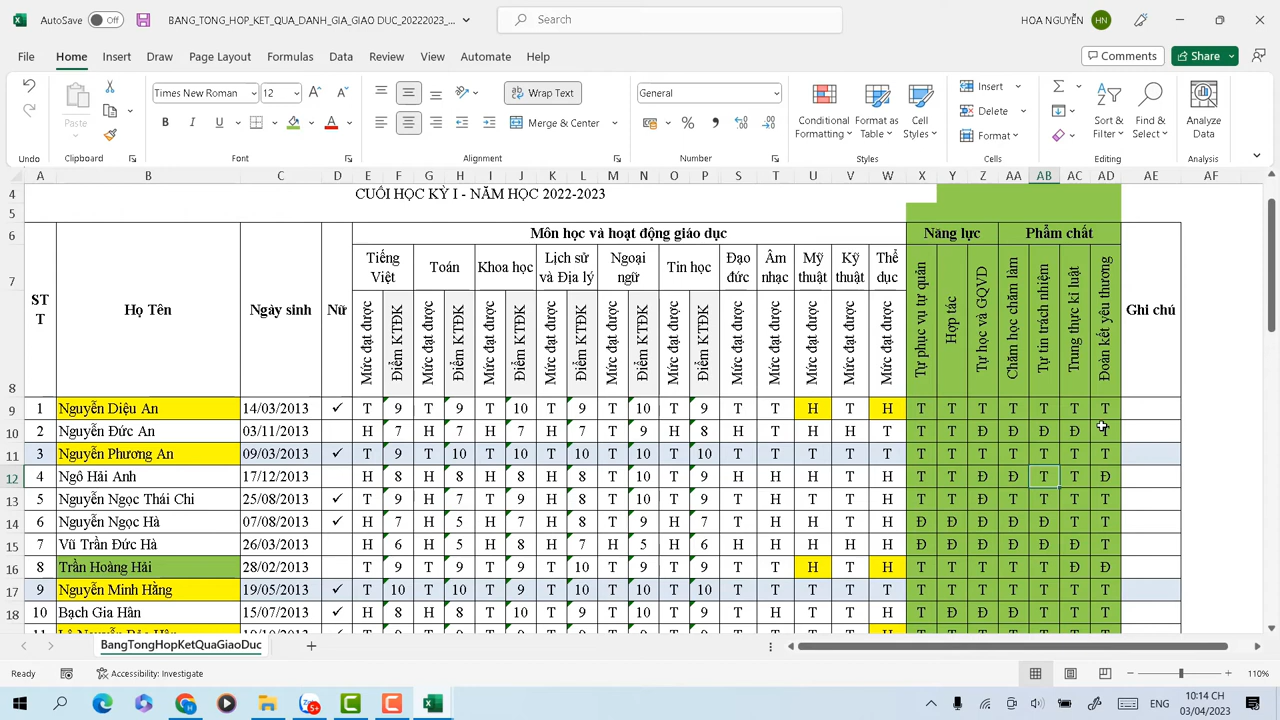 AutoSave Off BANG_TONG_HOP_KET_QUA_DANH_GIA_GIAO DUC_20222023_... Search HOA NGUYỄN HN
File Home Insert Draw Page Layout Formulas Data Review View Automate Help Comments Share
Paste Times New Roman 12 Wrap Text General Conditional Formatting Format as Table Cell Styles Insert Sort & Filter Find & Select Analyze Data
B I U Merge & Center Delete
Format
Undo Clipboard Font Alignment Number Styles Cells Editing Analysis
A B C D E F G H I J K L M N O P S T U V W X Y Z AA AB AC AD AE AF
4 CUỐI HỌC KỲ I - NĂM HỌC 2022-2023
5
6 Môn học và hoạt động giáo dục Năng lực Phẩm chất
7 Tiếng Việt Toán Khoa học Lịch sử và Địa lý Ngoại ngữ Tin học Đạo đức Âm nhạc Mỹ thuật Kỹ thuật Thể dục
STT Họ Tên Ngày sinh Nữ Ghi chú
8 Mức đạt được Điểm KTĐK Mức đạt được Điểm KTĐK Mức đạt được Điểm KTĐK Mức đạt được Điểm KTĐK Mức đạt được Điểm KTĐK Mức đạt được Điểm KTĐK Mức đạt được Mức đạt được Mức đạt được Mức đạt được Mức đạt được Tự phục vụ tự quản Hợp tác Tự học và GQVĐ Chăm học chăm làm Tự tin trách nhiệm Trung thực kỉ luật Đoàn kết yêu thương
9 1 Nguyễn Diệu An 14/03/2013 ✓ T 9 T 9 T 10 T 9 T 10 T 9 T T H T H T T T T T T T
10 2 Nguyễn Đức An 03/11/2013 H 7 H 7 H 7 H 7 T 9 H 8 H T H H T T T Đ Đ Đ Đ T
11 3 Nguyễn Phương An 09/03/2013 ✓ T 9 T 10 T 10 T 10 T 10 T 10 T T T T T T T T T T T T
12 4 Ngô Hải Anh 17/12/2013 H 8 H 8 H 8 H 8 T 10 T 9 H H H T H T T Đ Đ T T Đ
13 5 Nguyễn Ngọc Thái Chi 25/08/2013 ✓ T 9 H 7 T 9 H 8 T 10 T 9 T H T T H T T Đ T T T T
14 6 Nguyễn Ngọc Hà 07/08/2013 ✓ H 7 H 5 H 7 H 8 T 9 H 7 T H H T H Đ Đ Đ Đ Đ T T
15 7 Vũ Trần Đức Hà 26/03/2013 H 6 H 5 H 8 H 7 H 5 H 6 T H H T H Đ Đ Đ Đ Đ Đ T
16 8 Trần Hoàng Hải 28/02/2013 T 9 T 9 T 9 T 10 T 9 T 9 T T H T H T T T T T Đ Đ
17 9 Nguyễn Minh Hằng 19/05/2013 ✓ T 10 T 10 T 9 T 10 T 10 T 10 T T T T T T T T T T T T
18 10 Bạch Gia Hân 15/07/2013 ✓ H 8 H 8 T 10 T 9 T 10 T 9 T H T T H T Đ Đ Đ T T T
BangTongHopKetQuaGiaoDuc
Ready Accessibility: Investigate 110%
ENG 10:14 CH
03/04/2023